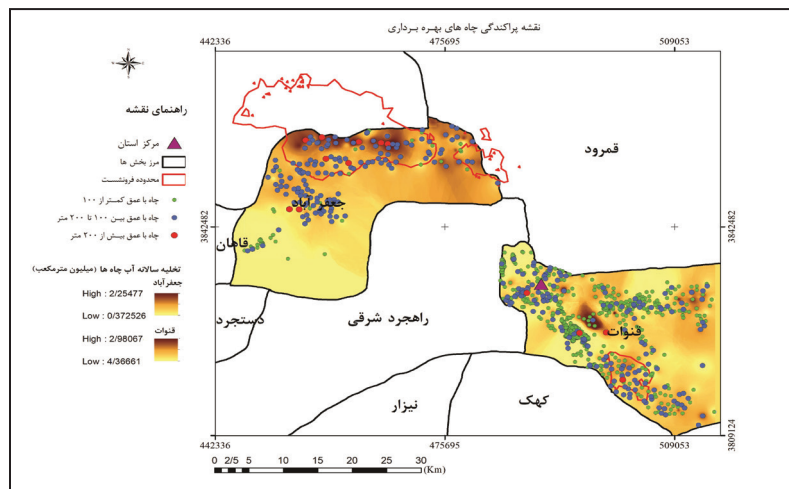 نقشه پراکندگی چاه های بهره برداری
442336 475695 509053
راهنمای نقشه
مرکز استان
مرز بخش ها
محدوده فرونشست
چاه با عمق کمتر از ۱۰۰
چاه با عمق بین ۱۰۰ تا ۲۰۰ متر
چاه با عمق بیش از ۲۰۰ متر
تخلیه سالانه آب چاه ها (میلیون مترمکعب)
جعفرآباد
High : 2/25477
Low : 0/372526
قنوات
High : 2/98067
Low : 4/36661
قمرود
جعفر آباد
3842482
3842482
قاهان
دستجرد
راهجرد شرقی
قنوات
نیزار
کهک
3809124
3809124
442336 475695 509053
0 2/5 5 10 15 20 25 30
(Km)